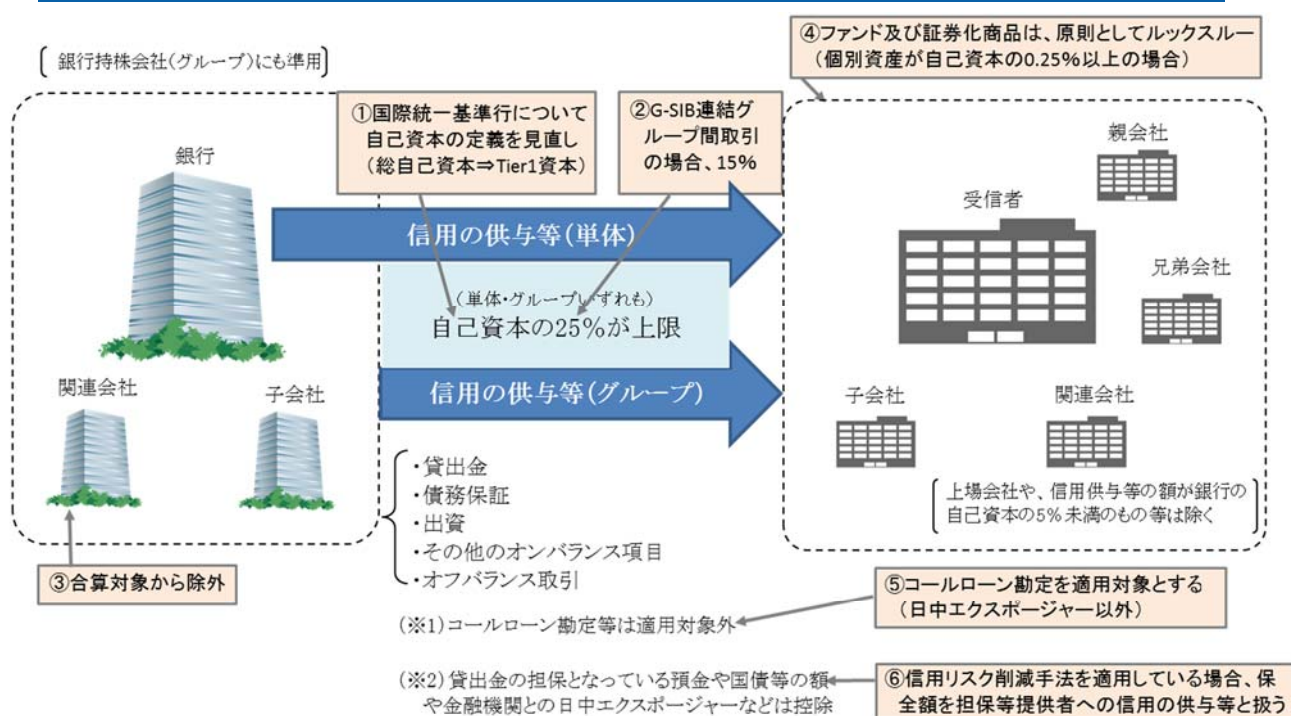 ④ファンド及び証券化商品は、原則としてルックスルー
（個別資産が自己資本の0.25%以上の場合）
銀行持株会社(グループ)にも準用
①国際統一基準行について
自己資本の定義を見直し
（総自己資本⇒Tier1資本）
②G-SIB連結グ
ループ間取引
の場合、15%
銀行
親会社
受信者
兄弟会社
信用の供与等(単体)
（単体・グループいずれも）
自己資本の25%が上限
信用の供与等(グループ)
関連会社
子会社
子会社
関連会社
上場会社や、信用供与等の額が銀行の
自己資本の5%未満のもの等は除く
・貸出金
・債務保証
・出資
・その他のオンバランス項目
・オフバランス取引
③合算対象から除外
⑤コールローン勘定を適用対象とする
（日中エクスポージャー以外）
(※1)コールローン勘定等は適用対象外
(※2)貸出金の担保となっている預金や国債等の額
や金融機関との日中エクスポージャーなどは控除
⑥信用リスク削減手法を適用している場合、保
全額を担保等提供者への信用の供与等と扱う